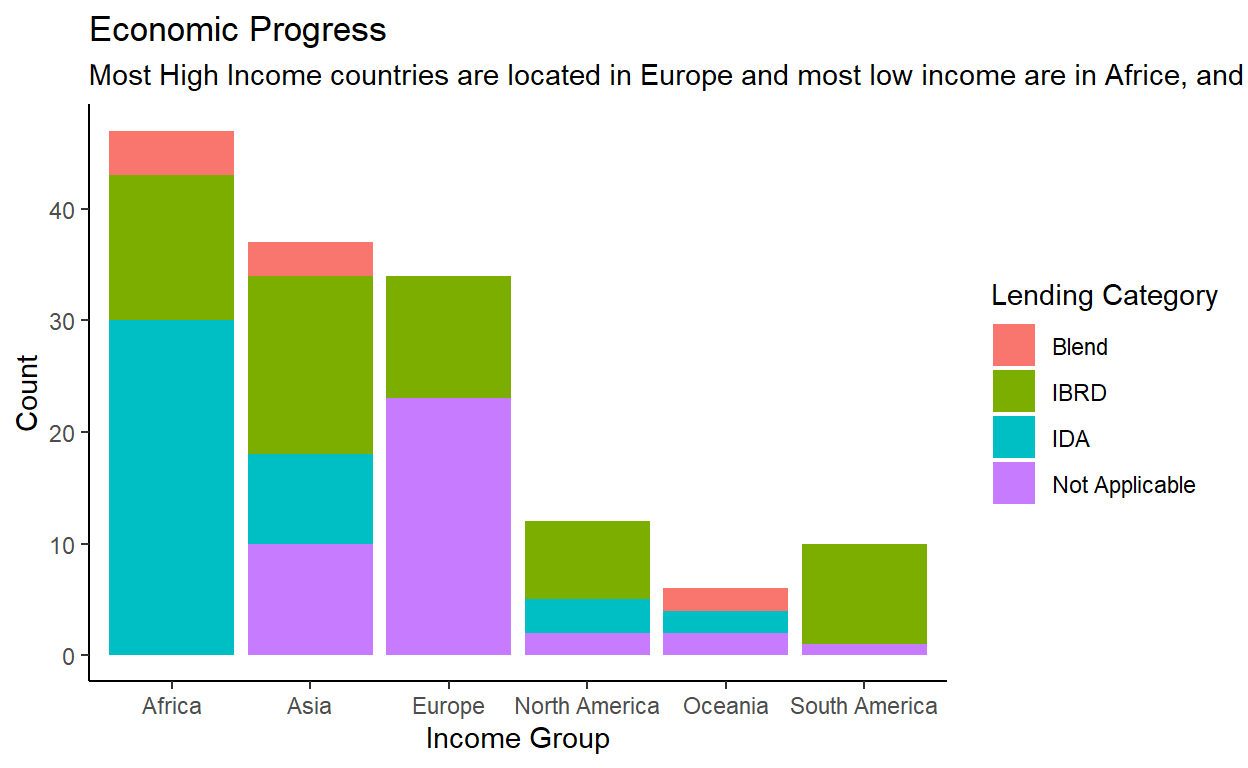 Economic Progress
Most High Income countries are located in Europe and most low income are in Africe, and
Count
40
30
20
10
0
Africa
Asia
Europe
North America
Oceania
South America
Income Group
Lending Category
Blend
IBRD
IDA
Not Applicable